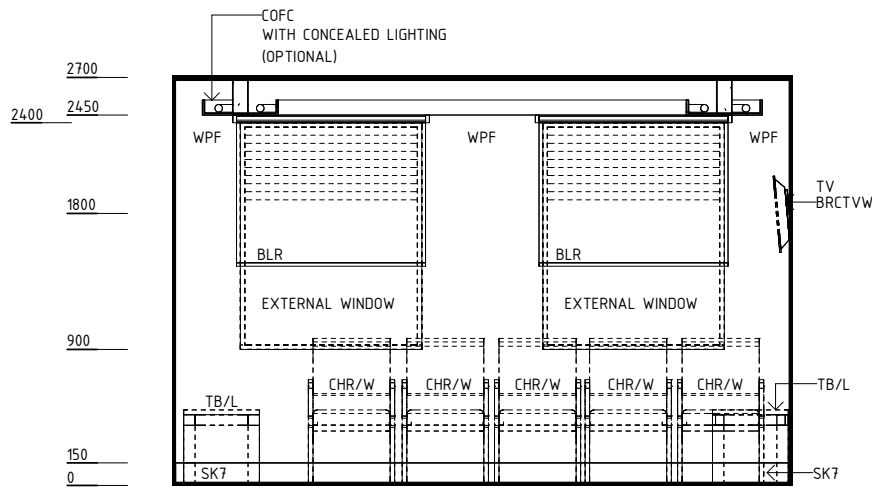 COFC
WITH CONCEALED LIGHTING
(OPTIONAL)
2700
2400
2450
WPF
WPF
WPF
TV
BRCTVW
1800
BLR
BLR
EXTERNAL WINDOW
EXTERNAL WINDOW
900
CHR/W
CHR/W
CHR/W
CHR/W
CHR/W
TB/L
TB/L
150
SK7
SK7
0